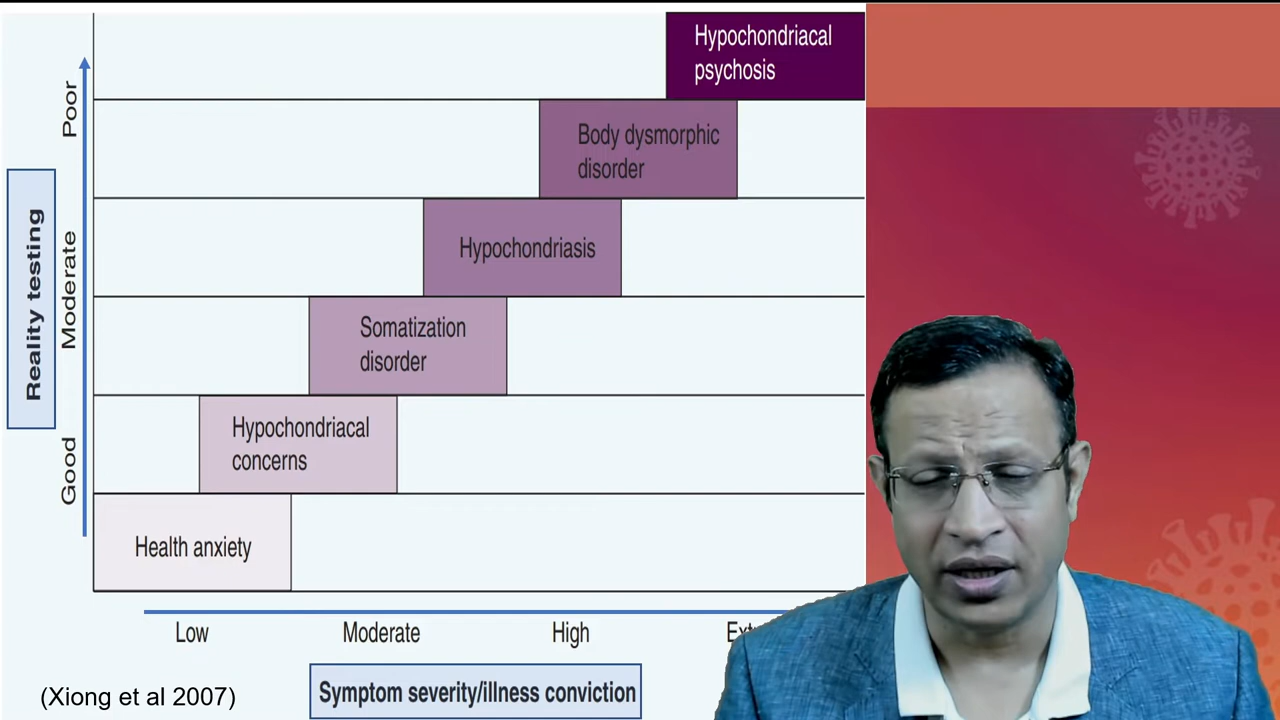 Hypochondriacal
psychosis
Poor
Body dysmorphic
disorder
Reality testing
Moderate
Hypochondriasis
Somatization
disorder
Good
Hypochondriacal
concerns
Health anxiety
Low
Moderate
High
(Xiong et al 2007)
Symptom severity/illness conviction